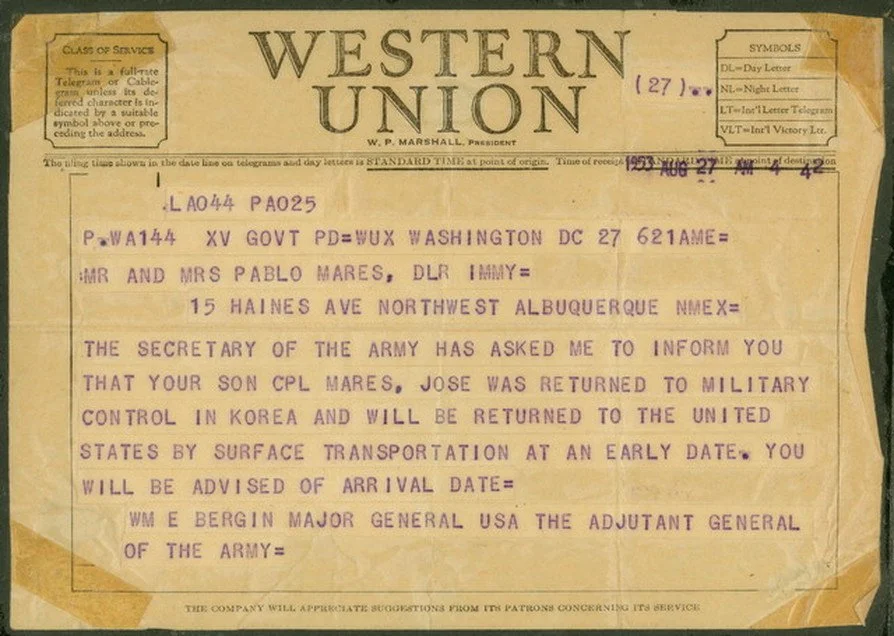 CLASS OF SERVICE
This is a full-rate
Telegram or Cable-
gram unless its de-
ferred character is in-
dicated by a suitable
symbol above or pre-
ceding the address.
WESTERN
UNION
W. P. MARSHALL, PRESIDENT
(27)..
SYMBOLS
DL=Day Letter
NL=Night Letter
LT=Int'l Letter Telegram
VLT=Int'l Victory Ltr.
The filing time shown in the date line on telegrams and day letters is STANDARD TIME at point of origin. Time of receipt is STANDARD TIME at point of destination
1953 AUG 27 AM 4 42
.LA044 PA025
P.WA144 XV GOVT PD=WUX WASHINGTON DC 27 621AME=
:MR AND MRS PABLO MARES, DLR IMMY=
15 HAINES AVE NORTHWEST ALBUQUERQUE NMEX=
THE SECRETARY OF THE ARMY HAS ASKED ME TO INFORM YOU
THAT YOUR SON CPL MARES, JOSE WAS RETURNED TO MILITARY
CONTROL IN KOREA AND WILL BE RETURNED TO THE UNITED
STATES BY SURFACE TRANSPORTATION AT AN EARLY DATE. YOU
WILL BE ADVISED OF ARRIVAL DATE=
WM E BERGIN MAJOR GENERAL USA THE ADJUTANT GENERAL
OF THE ARMY=
THE COMPANY WILL APPRECIATE SUGGESTIONS FROM ITS PATRONS CONCERNING ITS SERVICE